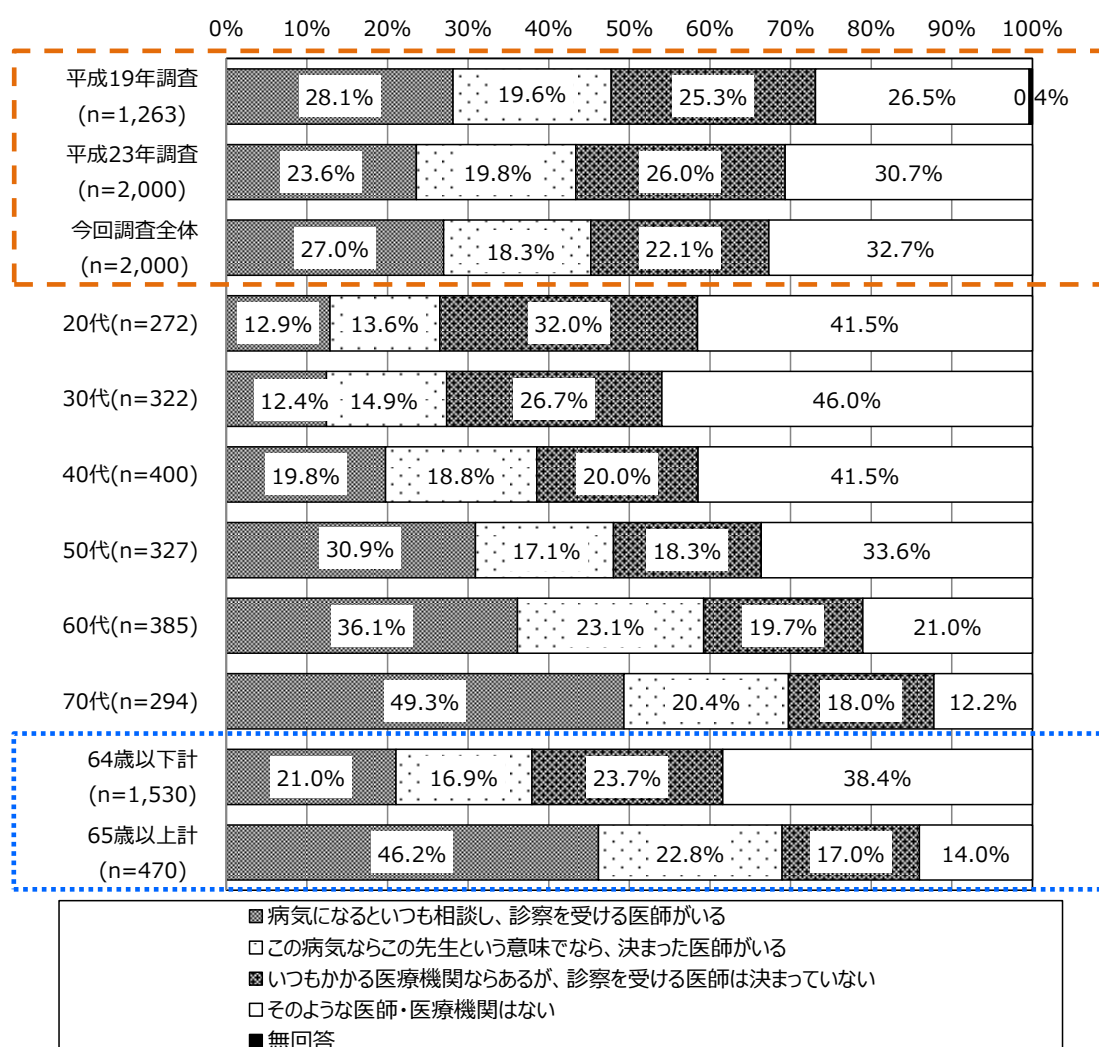 0% 10% 20% 30% 40% 50% 60% 70% 80% 90% 100%
平成19年調査
(n=1,263)
28.1% 19.6% 25.3% 26.5% 0.4%
平成23年調査
(n=2,000)
23.6% 19.8% 26.0% 30.7%
今回調査全体
(n=2,000)
27.0% 18.3% 22.1% 32.7%
20代(n=272) 12.9% 13.6% 32.0% 41.5%
30代(n=322) 12.4% 14.9% 26.7% 46.0%
40代(n=400) 19.8% 18.8% 20.0% 41.5%
50代(n=327) 30.9% 17.1% 18.3% 33.6%
60代(n=385) 36.1% 23.1% 19.7% 21.0%
70代(n=294) 49.3% 20.4% 18.0% 12.2%
64歳以下計
(n=1,530)
21.0% 16.9% 23.7% 38.4%
65歳以上計
(n=470)
46.2% 22.8% 17.0% 14.0%
病気になるといつも相談し、診察を受ける医師がいる
この病気ならこの先生という意味でなら、決まった医師がいる
いつもかかる医療機関ならあるが、診察を受ける医師は決まっていない
そのような医師・医療機関はない
無回答